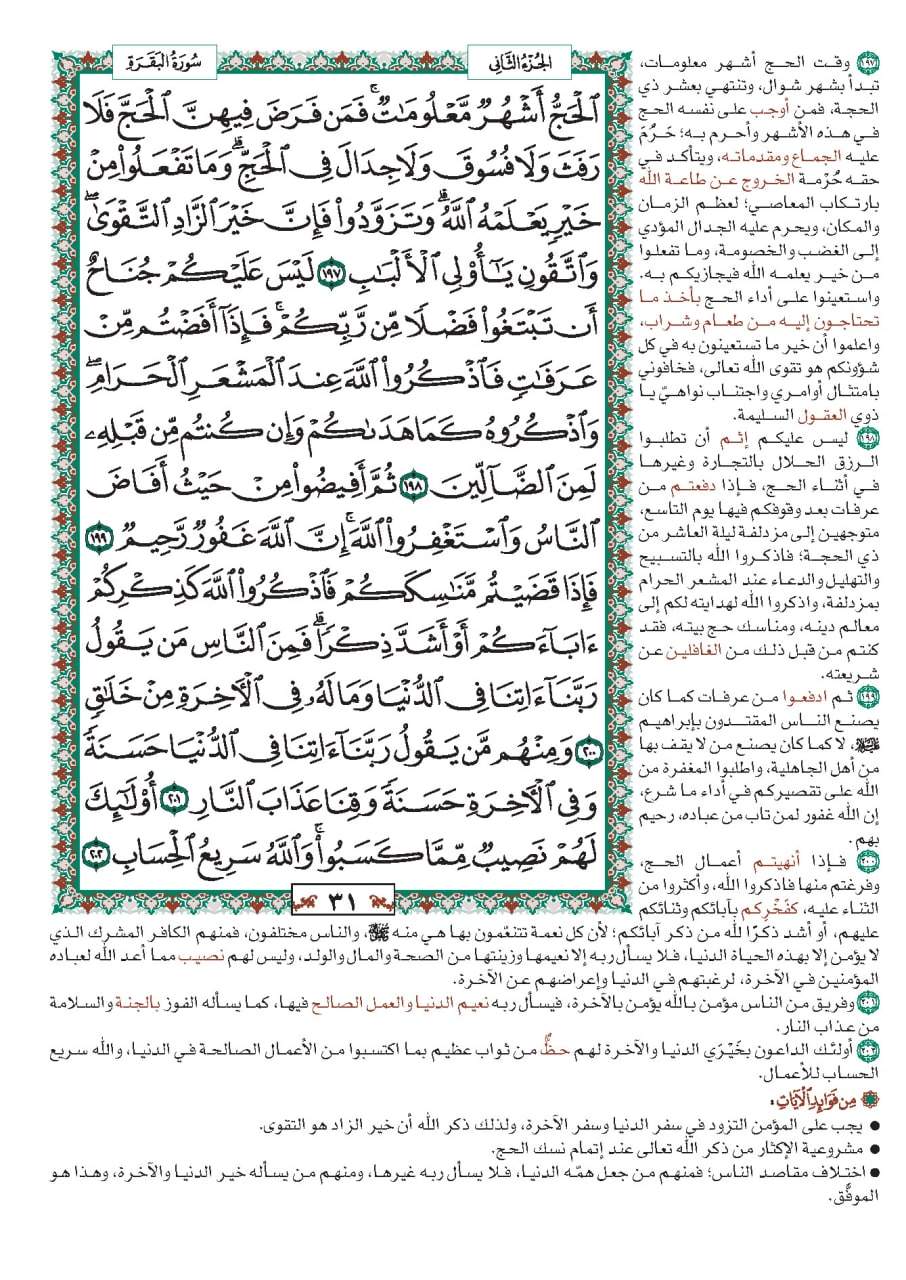 سُورَةُ البَقَرَةِ
الجُزْءُ الثَّانِي
ٱلۡحَجُّ أَشۡهُرٞ مَّعۡلُومَٰتٞۚ فَمَن فَرَضَ فِيهِنَّ ٱلۡحَجَّ فَلَا
رَفَثَ وَلَا فُسُوقَ وَلَا جِدَالَ فِي ٱلۡحَجِّۗ وَمَا تَفۡعَلُواْ مِنۡ
خَيۡرٖ يَعۡلَمۡهُ ٱللَّهُۗ وَتَزَوَّدُواْ فَإِنَّ خَيۡرَ ٱلزَّادِ ٱلتَّقۡوَىٰۖ
وَٱتَّقُونِ يَٰٓأُوْلِي ٱلۡأَلۡبَٰبِ ١٩٧ لَيۡسَ عَلَيۡكُمۡ جُنَاحٌ
أَن تَبۡتَغُواْ فَضۡلٗا مِّن رَّبِّكُمۡۚ فَإِذَآ أَفَضۡتُم مِّنۡ
عَرَفَٰتٖ فَٱذۡكُرُواْ ٱللَّهَ عِندَ ٱلۡمَشۡعَرِ ٱلۡحَرَامِۖ
وَٱذۡكُرُوهُ كَمَا هَدَىٰكُمۡ وَإِن كُنتُم مِّن قَبۡلِهِۦ
لَمِنَ ٱلضَّآلِّينَ ١٩٨ ثُمَّ أَفِيضُواْ مِنۡ حَيۡثُ أَفَاضَ
ٱلنَّاسُ وَٱسۡتَغۡفِرُواْ ٱللَّهَۚ إِنَّ ٱللَّهَ غَفُورٞ رَّحِيمٞ ١٩٩
فَإِذَا قَضَيۡتُم مَّنَٰسِكَكُمۡ فَٱذۡكُرُواْ ٱللَّهَ كَذِكۡرِكُمۡ
ءَابَآءَكُمۡ أَوۡ أَشَدَّ ذِكۡرٗاۗ فَمِنَ ٱلنَّاسِ مَن يَقُولُ
رَبَّنَآ ءَاتِنَا فِي ٱلدُّنۡيَا وَمَا لَهُۥ فِي ٱلۡأٓخِرَةِ مِنۡ خَلَٰقٖ
٢٠٠ وَمِنۡهُم مَّن يَقُولُ رَبَّنَآ ءَاتِنَا فِي ٱلدُّنۡيَا حَسَنَةٗ
وَفِي ٱلۡأٓخِرَةِ حَسَنَةٗ وَقِنَا عَذَابَ ٱلنَّارِ ٢٠١ أُوْلَٰٓئِكَ
لَهُمۡ نَصِيبٞ مِّمَّا كَسَبُواْۚ وَٱللَّهُ سَرِيعُ ٱلۡحِسَابِ ٢٠٢
٣١
١٩٧ وقت الحج أشهر معلومات،
تبدأ بشهر شوال، وتنتهي بعشر ذي
الحجة، فمن أوجب على نفسه الحج
في هذه الأشهر وأحرم به؛ حَرُمَ
عليه الجماع ومقدماته، ويتأكد في
حقه حُرْمة الخروج عن طاعة الله
بارتكاب المعاصي؛ لعظم الزمان
والمكان، ويحرم عليه الجدال المؤدي
إلى الغضب والخصومة، وما تفعلوا
من خير يعلمه الله فيجازيكم به.
واستعينوا على أداء الحج بأخذ ما
تحتاجون إليه من طعام وشراب،
واعلموا أن خير ما تستعينون به في كل
شؤونكم هو تقوى الله تعالى، فخافوني
بامتثال أوامري واجتناب نواهيّ يا
ذوي العقول السليمة.
١٩٨ ليس عليكم إثم أن تطلبوا
الرزق الحلال بالتجارة وغيرها
في أثناء الحج، فإذا دفعتم من
عرفات بعد وقوفكم فيها يوم التاسع،
متوجهين إلى مزدلفة ليلة العاشر من
ذي الحجة؛ فاذكروا الله بالتسبيح
والتهليل والدعاء عند المشعر الحرام
بمزدلفة، واذكروا الله لهدايته لكم إلى
معالم دينه، ومناسك حج بيته، فقد
كنتم من قبل ذلك من الغافلين عن
شريعته.
١٩٩ ثم ادفعوا من عرفات كما كان
يصنع الناس المقتدون بإبراهيم
، لا كما كان يصنع من لا يقف بها
من أهل الجاهلية، واطلبوا المغفرة من
الله على تقصيركم في أداء ما شرع،
إن الله غفور لمن تاب من عباده، رحيم
بهم.
٢٠٠ فإذا أنهيتم أعمال الحج،
وفرغتم منها فاذكروا الله، وأكثروا من
الثناء عليه، كفَخْرِكم بآبائكم وثنائكم
عليهم، أو أشد ذكرًا لله من ذكر آبائكم؛ لأن كل نعمة تتنعّمون بها هي منه ﷻ، والناس مختلفون، فمنهم الكافر المشرك الذي
لا يؤمن إلا بهذه الحياة الدنيا، فلا يسأل ربه إلا نعيمها وزينتها من الصحة والمال والولد، وليس لهم نصيب مما أعد الله لعباده
المؤمنين في الآخرة، لرغبتهم في الدنيا وإعراضهم عن الآخرة.
٢٠١ وفريق من الناس مؤمن بالله يؤمن بالآخرة، فيسأل ربه نعيم الدنيا والعمل الصالح فيها، كما يسأله الفوز بالجنة والسلامة
من عذاب النار.
٢٠٢ أولئك الداعون بخَيْرَي الدنيا والآخرة لهم حظٌّ من ثواب عظيم بما اكتسبوا من الأعمال الصالحة في الدنيا، والله سريع
الحساب للأعمال.
مِن فَوَائِدِ الآيَاتِ:
● يجب على المؤمن التزود في سفر الدنيا وسفر الآخرة، ولذلك ذكر الله أن خير الزاد هو التقوى.
● مشروعية الإكثار من ذكر الله تعالى عند إتمام نسك الحج.
● اختلاف مقاصد الناس؛ فمنهم من جعل همّه الدنيا، فلا يسأل ربه غيرها، ومنهم من يسأله خير الدنيا والآخرة، وهذا هو
الموفَّق.